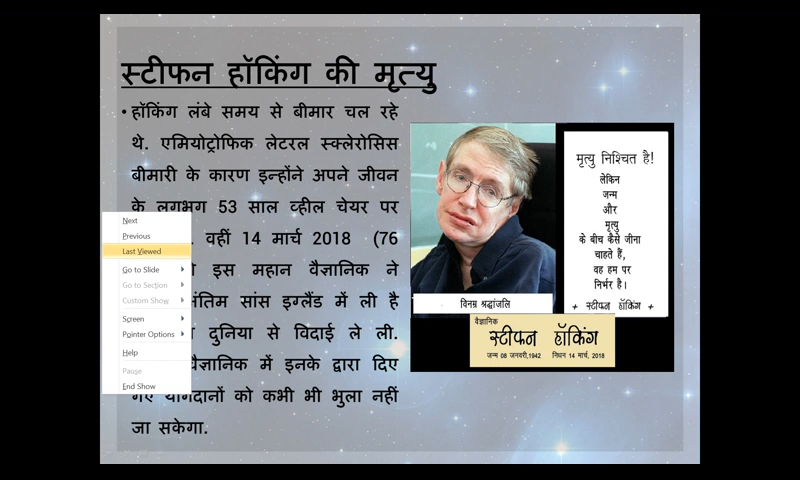 स्टीफन हॉकिंग की मृत्यु
• हॉकिंग लंबे समय से बीमार चल रहे
थे. एमियोट्रोफिक लेटरल स्क्लेरोसिस
बीमारी के कारण इन्होंने अपने जीवन
के लगभग 53 साल व्हील चेयर पर
वहीं 14 मार्च 2018 (76
इस महान वैज्ञानिक ने
अंतिम सांस इग्लैंड में ली है
दुनिया से विदाई ले ली.
वैज्ञानिक में इनके द्वारा दिए
गए योगदानों को कभी भी भुला नहीं
जा सकेगा.
Next
Previous
Last Viewed
Go to Slide
Go to Section
Custom Show
Screen
Pointer Options
Help
Pause
End Show
विनम्र श्रद्धांजलि
मृत्यु निश्चित है!
लेकिन
जन्म
और
मृत्यु
के बीच कैसे जीना
चाहते हैं,
वह हम पर
निर्भर है।
+ स्टीफन हॉकिंग +
वैज्ञानिक
स्टीफन हॉकिंग
जन्म 08 जनवरी,1942 निधन 14 मार्च, 2018